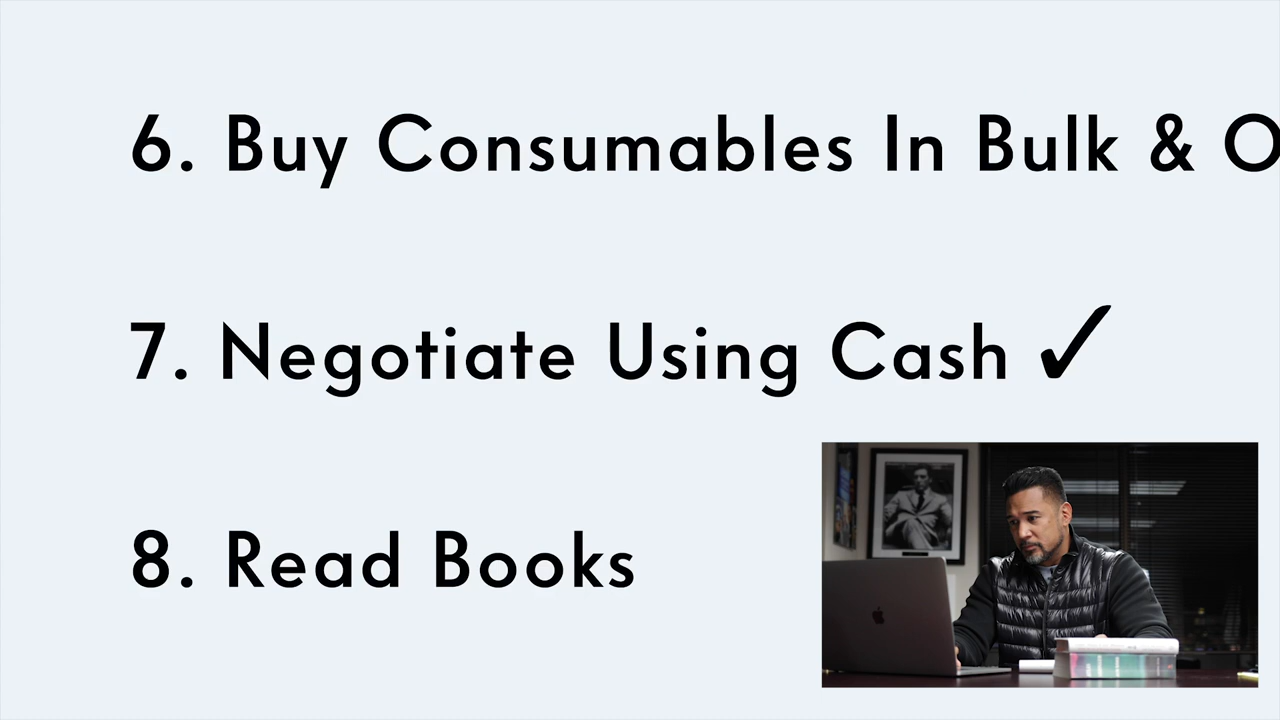 6. Buy Consumables In Bulk & O
7. Negotiate Using Cash ✓
8. Read Books